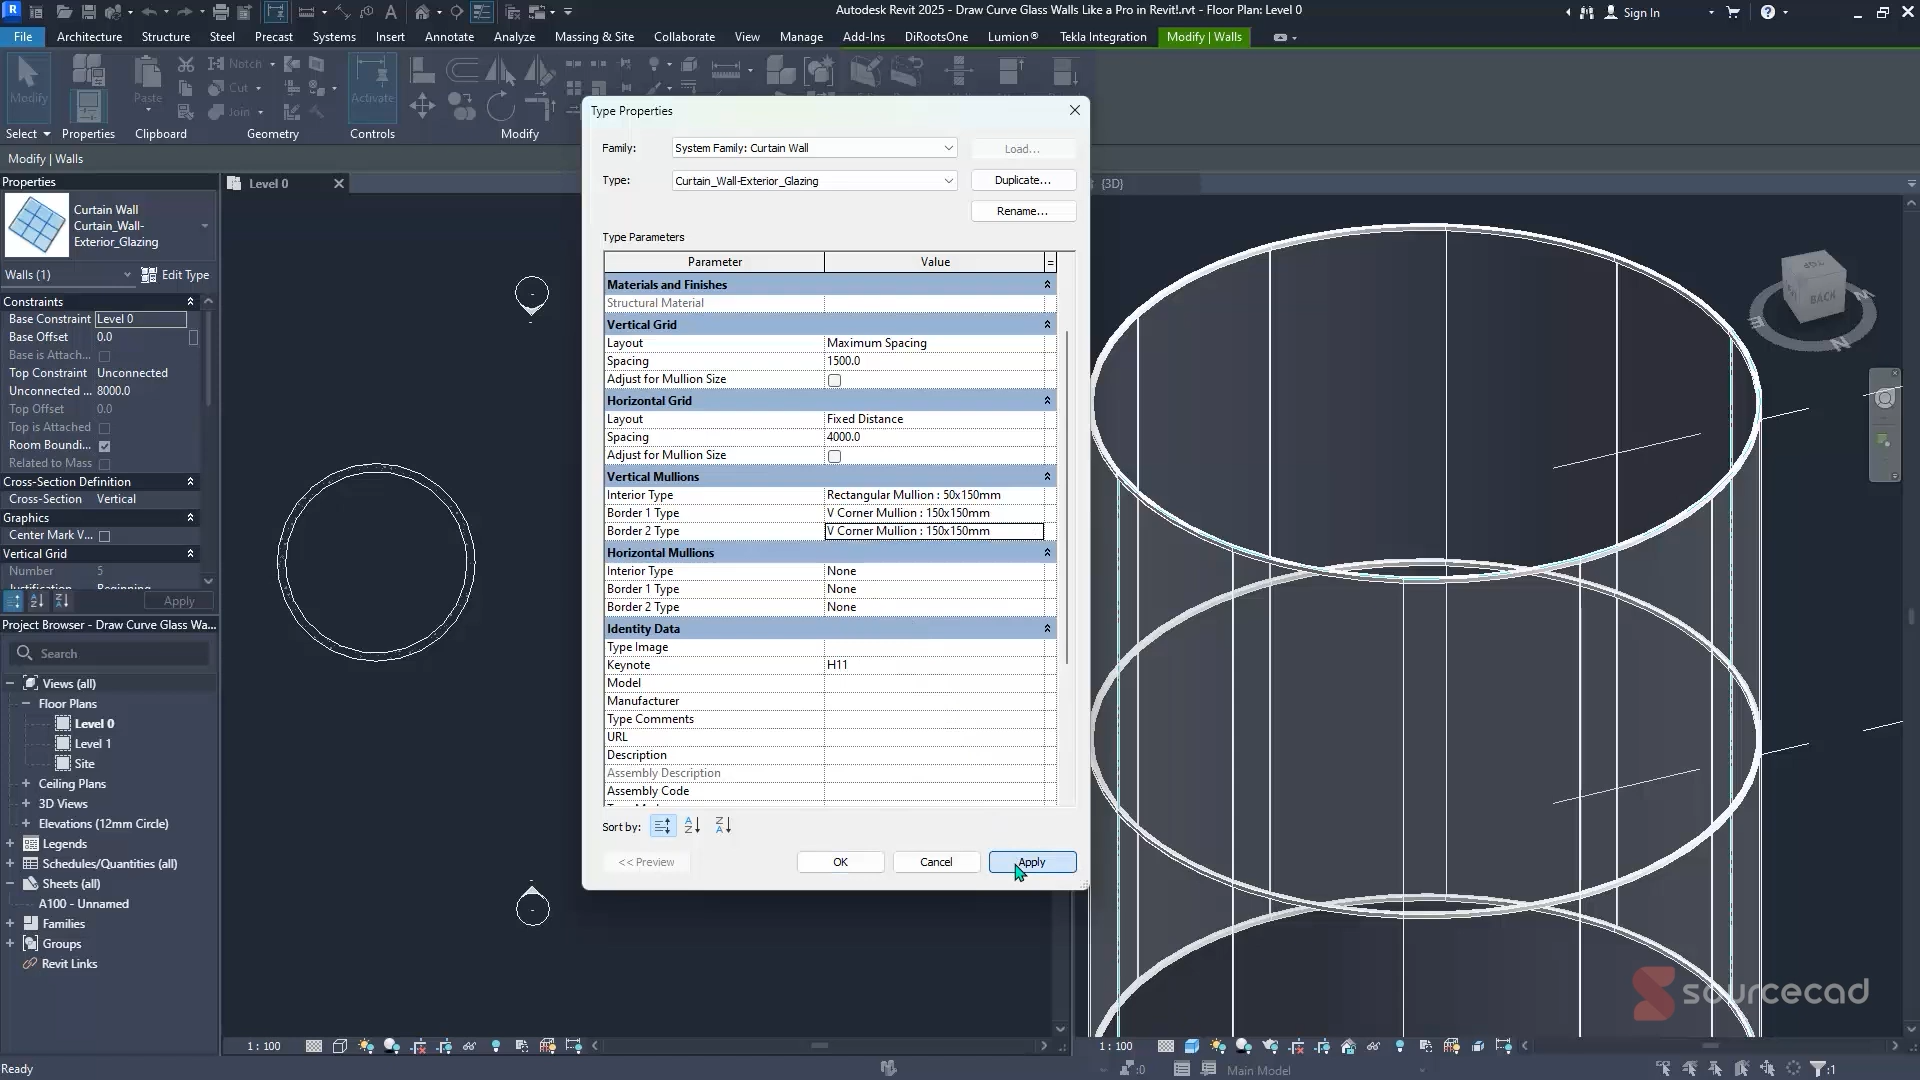 Autodesk Revit 2025 - Draw Curve Glass Walls Like a Pro in Revit!.rvt - Floor Plan: Level 0
Sign In
File Architecture Structure Steel Precast Systems Insert Annotate Analyze Massing & Site Collaborate View Manage Add-Ins DiRootsOne Lumion® Tekla Integration Modify | Walls
Modify
Paste
Notch
Cut
Join
Activate
Select Properties Clipboard Geometry Controls Modify
Modify | Walls
Properties
Curtain Wall
Curtain_Wall-
Exterior_Glazing
Walls (1)
Edit Type
Constraints
Base Constraint Level 0
Base Offset 0.0
Base is Attach...
Top Constraint Unconnected
Unconnected ... 8000.0
Top Offset 0.0
Top is Attached
Room Boundi...
Related to Mass
Cross-Section Definition
Cross-Section Vertical
Graphics
Center Mark V...
Vertical Grid
Number 5
Justification Beginning
Apply
Project Browser - Draw Curve Glass Wa...
Search
Views (all)
Floor Plans
Level 0
Level 1
Site
Ceiling Plans
3D Views
Elevations (12mm Circle)
Legends
Schedules/Quantities (all)
Sheets (all)
A100 - Unnamed
Families
Groups
Revit Links
Ready
Level 0
1 : 100
Type Properties
Family: System Family: Curtain Wall Load...
Type: Curtain_Wall-Exterior_Glazing Duplicate...
Rename...
Type Parameters
Parameter Value =
Materials and Finishes
Structural Material
Vertical Grid
Layout Maximum Spacing
Spacing 1500.0
Adjust for Mullion Size
Horizontal Grid
Layout Fixed Distance
Spacing 4000.0
Adjust for Mullion Size
Vertical Mullions
Interior Type Rectangular Mullion : 50x150mm
Border 1 Type V Corner Mullion : 150x150mm
Border 2 Type V Corner Mullion : 150x150mm
Horizontal Mullions
Interior Type None
Border 1 Type None
Border 2 Type None
Identity Data
Type Image
Keynote H11
Model
Manufacturer
Type Comments
URL
Description
Assembly Description
Assembly Code
Sort by:
<< Preview OK Cancel Apply
{3D}
TOP
BACK
E
N
W
sourcecad
1 : 100
:0
Main Model
:1